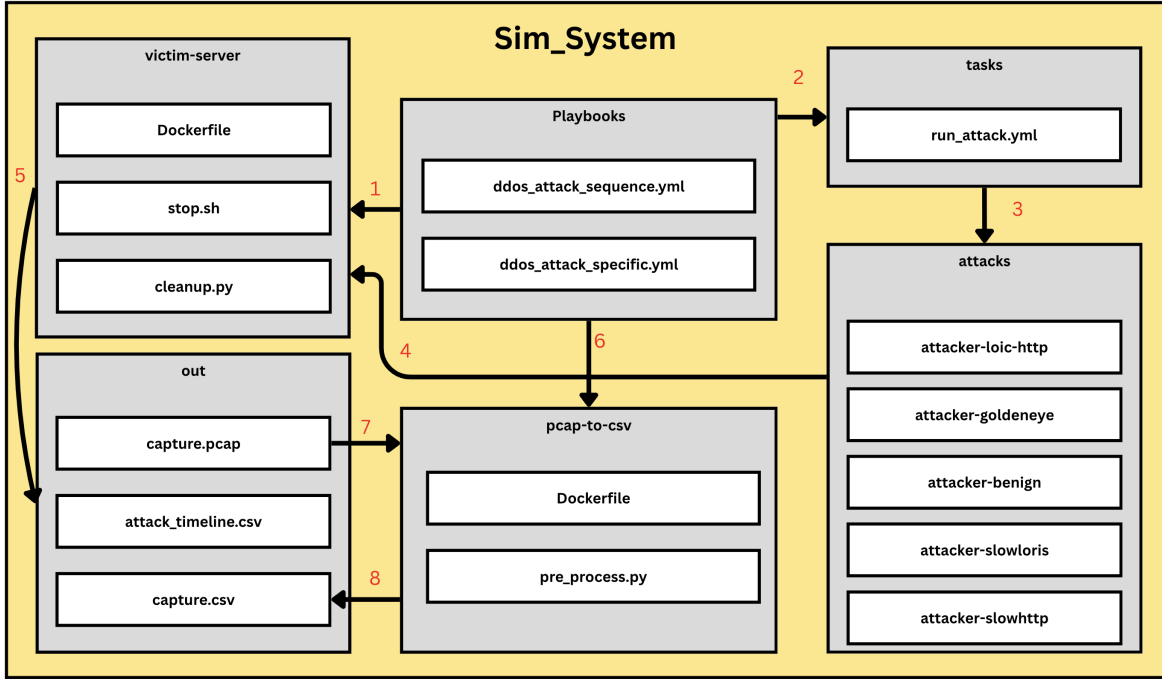 Sim_System
victim-server
Dockerfile
stop.sh
cleanup.py
5
1
Playbooks
ddos_attack_sequence.yml
ddos_attack_specific.yml
2
tasks
run_attack.yml
3
attacks
attacker-loic-http
attacker-goldeneye
attacker-benign
attacker-slowloris
attacker-slowhttp
4
6
out
capture.pcap
attack_timeline.csv
capture.csv
7
8
pcap-to-csv
Dockerfile
pre_process.py